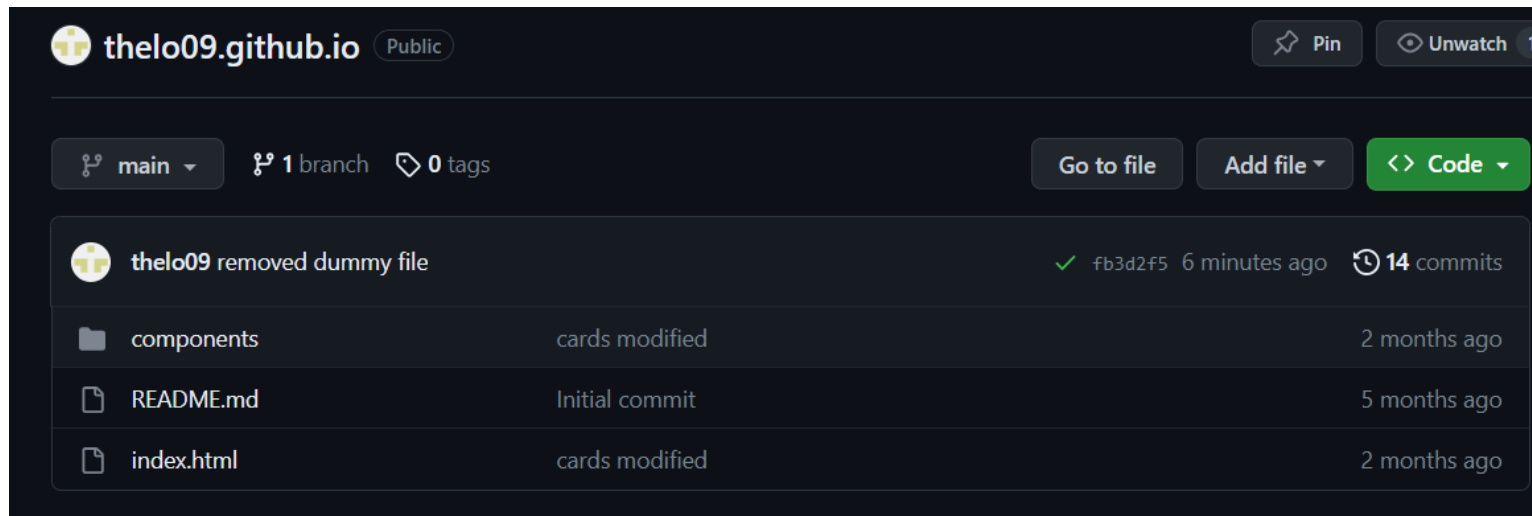 thelo09.github.io Public Pin Unwatch 1
main 1 branch 0 tags Go to file Add file <> Code
thelo09 removed dummy file fb3d2f5 6 minutes ago 14 commits
components cards modified 2 months ago
README.md Initial commit 5 months ago
index.html cards modified 2 months ago